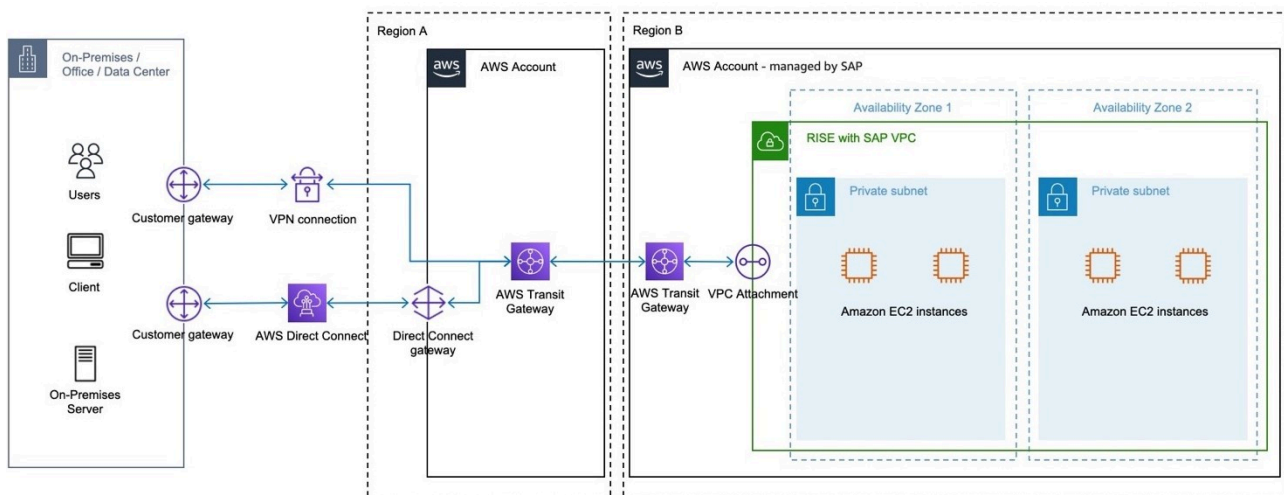 On-Premises /
Office / Data Center
Users
Client
On-Premises
Server
Customer gateway
VPN connection
Customer gateway
AWS Direct Connect
Region A
aws
AWS Account
Direct Connect
gateway
AWS Transit
Gateway
Region B
aws
AWS Account - managed by SAP
AWS Transit
Gateway
VPC Attachment
RISE with SAP VPC
Availability Zone 1
Private subnet
Amazon EC2 instances
Availability Zone 2
Private subnet
Amazon EC2 instances